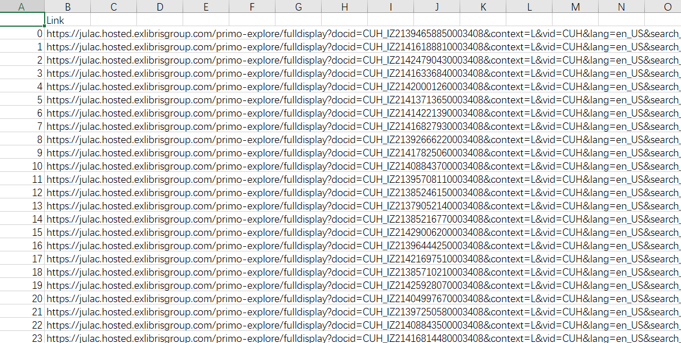 A B C D E F G H I J K L M N O
Link
0 https://julac.hosted.exlibrisgroup.com/primo-explore/fulldisplay?docid=CUH_IZ21394658850003408&context=L&vid=CUH&lang=en_US&search_
1 https://julac.hosted.exlibrisgroup.com/primo-explore/fulldisplay?docid=CUH_IZ21416188810003408&context=L&vid=CUH&lang=en_US&search_
2 https://julac.hosted.exlibrisgroup.com/primo-explore/fulldisplay?docid=CUH_IZ21424790430003408&context=L&vid=CUH&lang=en_US&search_
3 https://julac.hosted.exlibrisgroup.com/primo-explore/fulldisplay?docid=CUH_IZ21416336840003408&context=L&vid=CUH&lang=en_US&search_
4 https://julac.hosted.exlibrisgroup.com/primo-explore/fulldisplay?docid=CUH_IZ21420001260003408&context=L&vid=CUH&lang=en_US&search_
5 https://julac.hosted.exlibrisgroup.com/primo-explore/fulldisplay?docid=CUH_IZ21413713650003408&context=L&vid=CUH&lang=en_US&search_
6 https://julac.hosted.exlibrisgroup.com/primo-explore/fulldisplay?docid=CUH_IZ21414221390003408&context=L&vid=CUH&lang=en_US&search_
7 https://julac.hosted.exlibrisgroup.com/primo-explore/fulldisplay?docid=CUH_IZ21416827930003408&context=L&vid=CUH&lang=en_US&search_
8 https://julac.hosted.exlibrisgroup.com/primo-explore/fulldisplay?docid=CUH_IZ21392666220003408&context=L&vid=CUH&lang=en_US&search_
9 https://julac.hosted.exlibrisgroup.com/primo-explore/fulldisplay?docid=CUH_IZ21417825060003408&context=L&vid=CUH&lang=en_US&search_
10 https://julac.hosted.exlibrisgroup.com/primo-explore/fulldisplay?docid=CUH_IZ21408843700003408&context=L&vid=CUH&lang=en_US&search_
11 https://julac.hosted.exlibrisgroup.com/primo-explore/fulldisplay?docid=CUH_IZ21395708110003408&context=L&vid=CUH&lang=en_US&search_
12 https://julac.hosted.exlibrisgroup.com/primo-explore/fulldisplay?docid=CUH_IZ21385246150003408&context=L&vid=CUH&lang=en_US&search_
13 https://julac.hosted.exlibrisgroup.com/primo-explore/fulldisplay?docid=CUH_IZ21379052140003408&context=L&vid=CUH&lang=en_US&search_
14 https://julac.hosted.exlibrisgroup.com/primo-explore/fulldisplay?docid=CUH_IZ21385216770003408&context=L&vid=CUH&lang=en_US&search_
15 https://julac.hosted.exlibrisgroup.com/primo-explore/fulldisplay?docid=CUH_IZ21429006200003408&context=L&vid=CUH&lang=en_US&search_
16 https://julac.hosted.exlibrisgroup.com/primo-explore/fulldisplay?docid=CUH_IZ21396444250003408&context=L&vid=CUH&lang=en_US&search_
17 https://julac.hosted.exlibrisgroup.com/primo-explore/fulldisplay?docid=CUH_IZ21421697510003408&context=L&vid=CUH&lang=en_US&search_
18 https://julac.hosted.exlibrisgroup.com/primo-explore/fulldisplay?docid=CUH_IZ21385710210003408&context=L&vid=CUH&lang=en_US&search_
19 https://julac.hosted.exlibrisgroup.com/primo-explore/fulldisplay?docid=CUH_IZ21425928070003408&context=L&vid=CUH&lang=en_US&search_
20 https://julac.hosted.exlibrisgroup.com/primo-explore/fulldisplay?docid=CUH_IZ21404997670003408&context=L&vid=CUH&lang=en_US&search_
21 https://julac.hosted.exlibrisgroup.com/primo-explore/fulldisplay?docid=CUH_IZ21397250580003408&context=L&vid=CUH&lang=en_US&search_
22 https://julac.hosted.exlibrisgroup.com/primo-explore/fulldisplay?docid=CUH_IZ21408843500003408&context=L&vid=CUH&lang=en_US&search_
23 https://julac.hosted.exlibrisgroup.com/primo-explore/fulldisplay?docid=CUH_IZ21416814480003408&context=L&vid=CUH&lang=en_US&search_